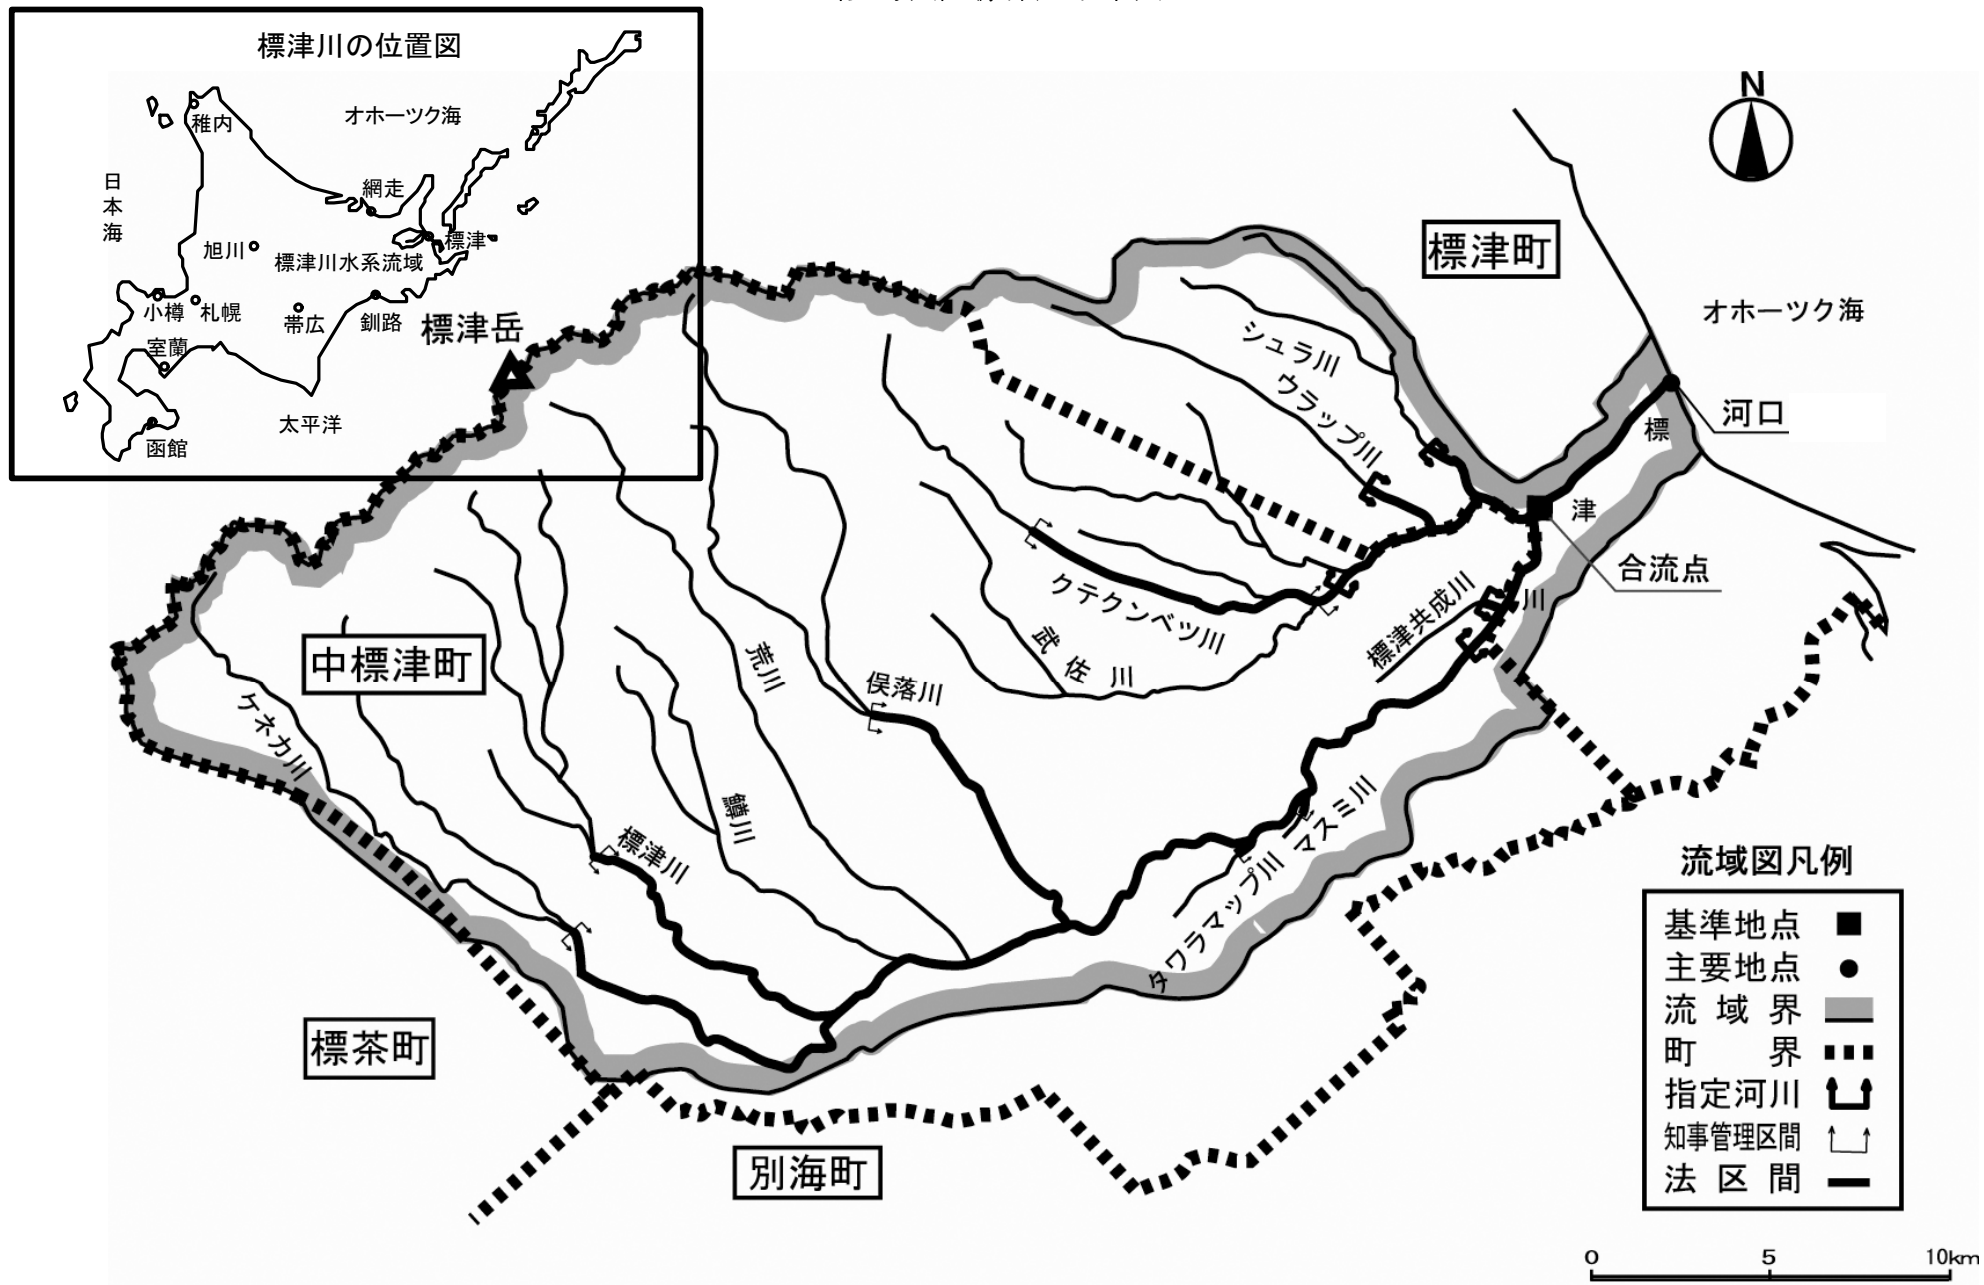 標津川の位置図
オホーツク海
稚内
日本海
網走
旭川
標津
標津川水系流域
小樽
札幌
帯広
釧路
室蘭
太平洋
函館
N
標津町
オホーツク海
標津岳
シュラ川
ウラップ川
河口
標
津
川
合流点
クテクンベツ川
標津共成川
武佐川
中標津町
荒川
俣落川
ケネカ川
鱒川
標津川
マスミ川
タワラマップ川
標茶町
別海町
流域図凡例
基準地点
主要地点
流域界
町界
指定河川
知事管理区間
法区間
0 5 10km